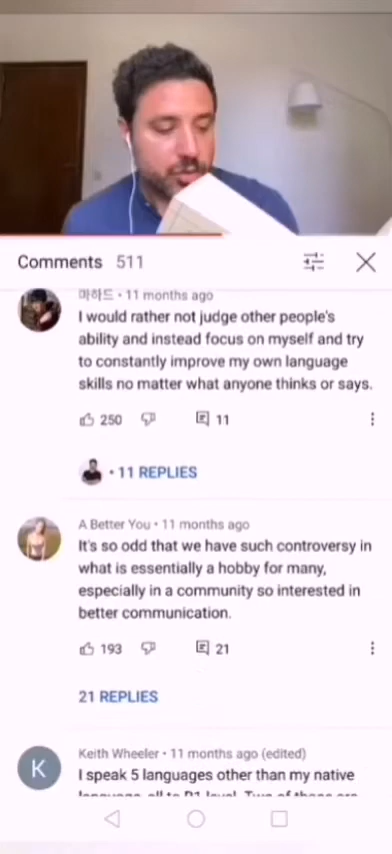 Comments 511
마하드 • 11 months ago
I would rather not judge other people's
ability and instead focus on myself and try
to constantly improve my own language
skills no matter what anyone thinks or says.
250
11
• 11 REPLIES
A Better You • 11 months ago
It's so odd that we have such controversy in
what is essentially a hobby for many,
especially in a community so interested in
better communication.
193
21
21 REPLIES
K
Keith Wheeler • 11 months ago (edited)
I speak 5 languages other than my native